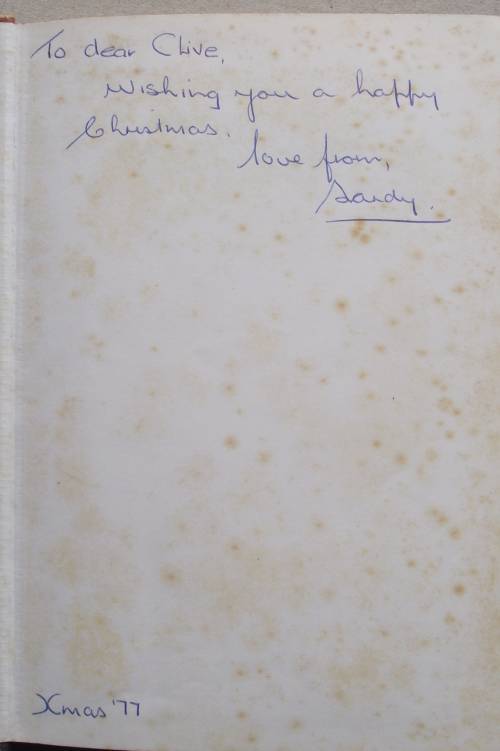 To dear Clive,
Wishing you a happy
Christmas.
love from,
Sandy.
Xmas '77